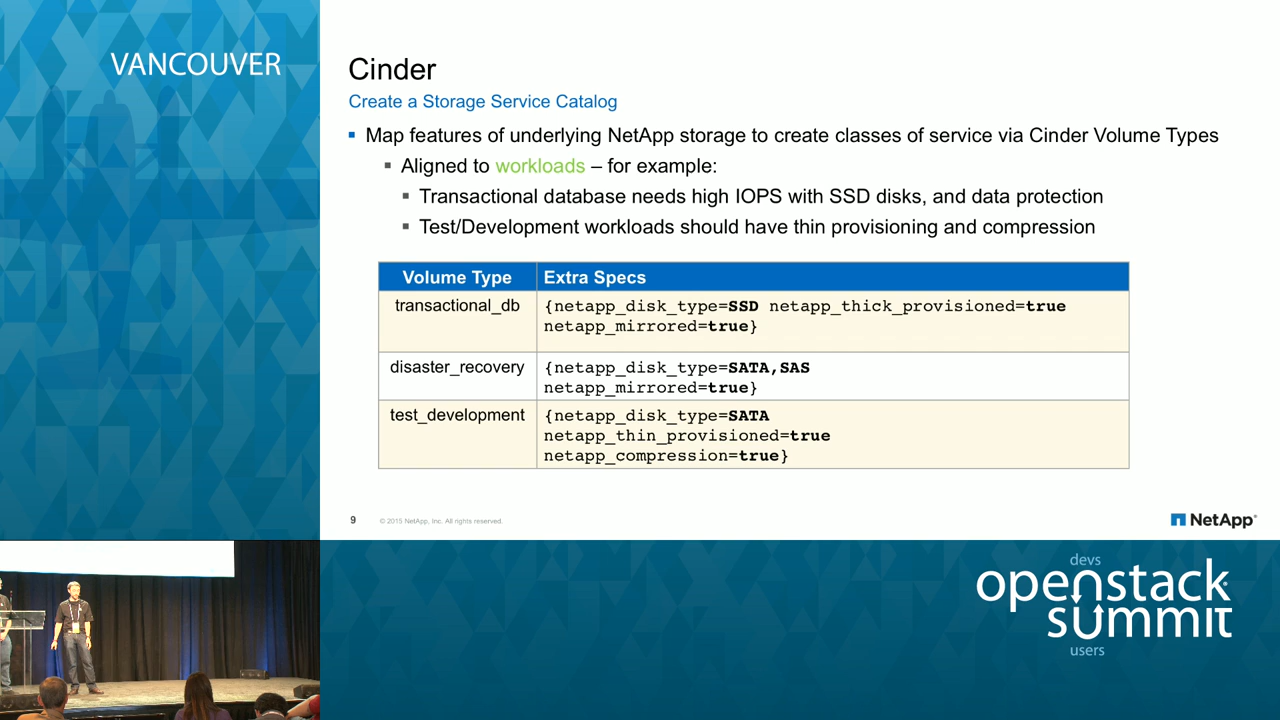 VANCOUVER
Cinder
Create a Storage Service Catalog
Map features of underlying NetApp storage to create classes of service via Cinder Volume Types
Aligned to workloads – for example:
Transactional database needs high IOPS with SSD disks, and data protection
Test/Development workloads should have thin provisioning and compression
Volume Type Extra Specs
transactional_db {netapp_disk_type=SSD netapp_thick_provisioned=true
netapp_mirrored=true}
disaster_recovery {netapp_disk_type=SATA,SAS
netapp_mirrored=true}
test_development {netapp_disk_type=SATA
netapp_thin_provisioned=true
netapp_compression=true}
9 © 2015 NetApp, Inc. All rights reserved.
NetApp
devs
openstack
summit
users